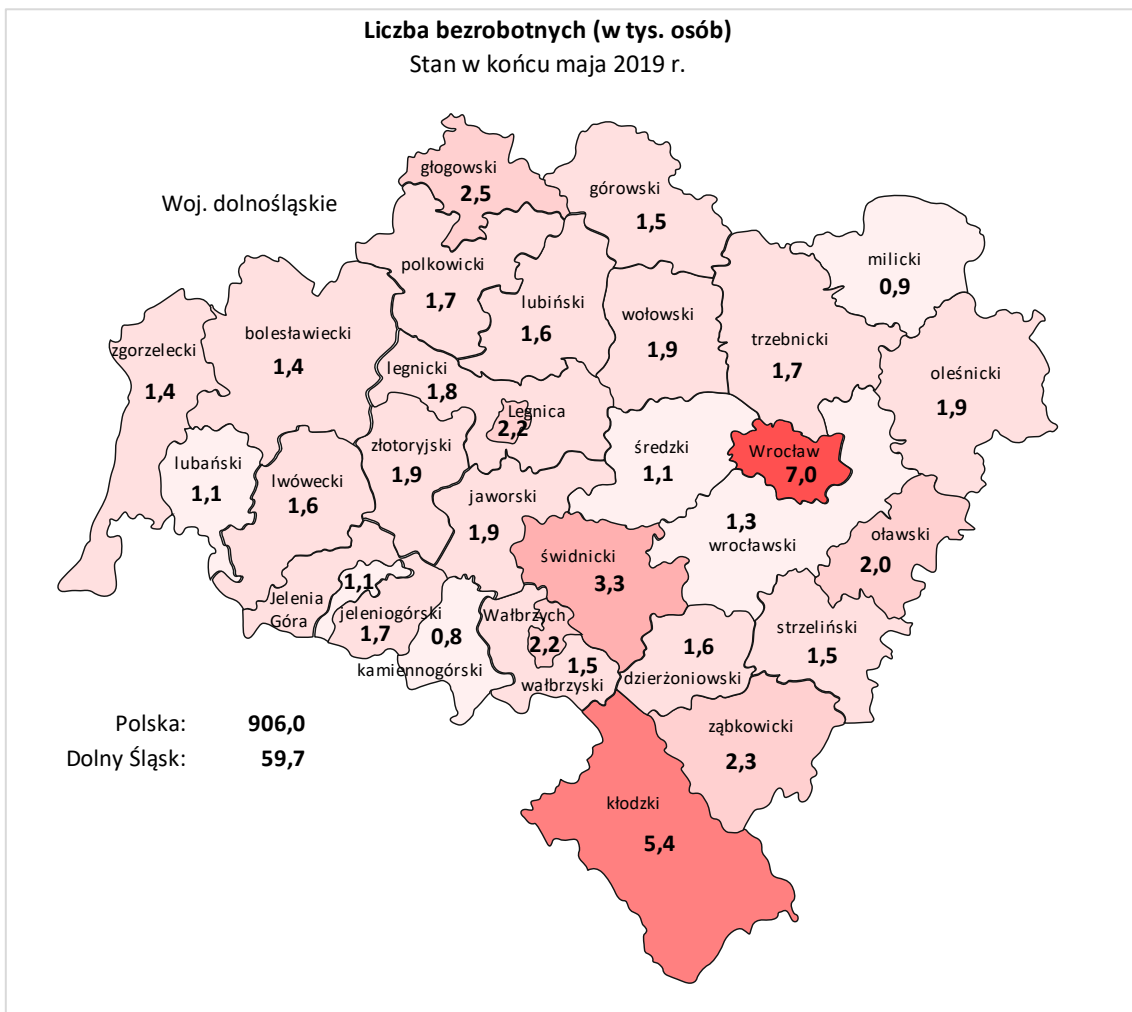 Liczba bezrobotnych (w tys. osób)
Stan w końcu maja 2019 r.
Woj. dolnośląskie
głogowski
2,5
górowski
1,5
milicki
0,9
polkowicki
1,7
lubiński
1,6
wołowski
1,9
trzebnicki
1,7
oleśnicki
1,9
zgorzelecki
1,4
bolesławiecki
1,4
legnicki
1,8
Legnica
2,2
złotoryjski
1,9
średzki
1,1
Wrocław
7,0
lubański
1,1
lwówecki
1,6
jaworski
1,9
1,3
wrocławski
oławski
2,0
świdnicki
3,3
1,1
Jelenia
Góra
jeleniogórski
1,7
0,8
kamiennogórski
Wałbrzych
2,2
1,5
wałbrzyski
1,6
dzierżoniowski
strzeliński
1,5
ząbkowicki
2,3
kłodzki
5,4
Polska: 906,0
Dolny Śląsk: 59,7